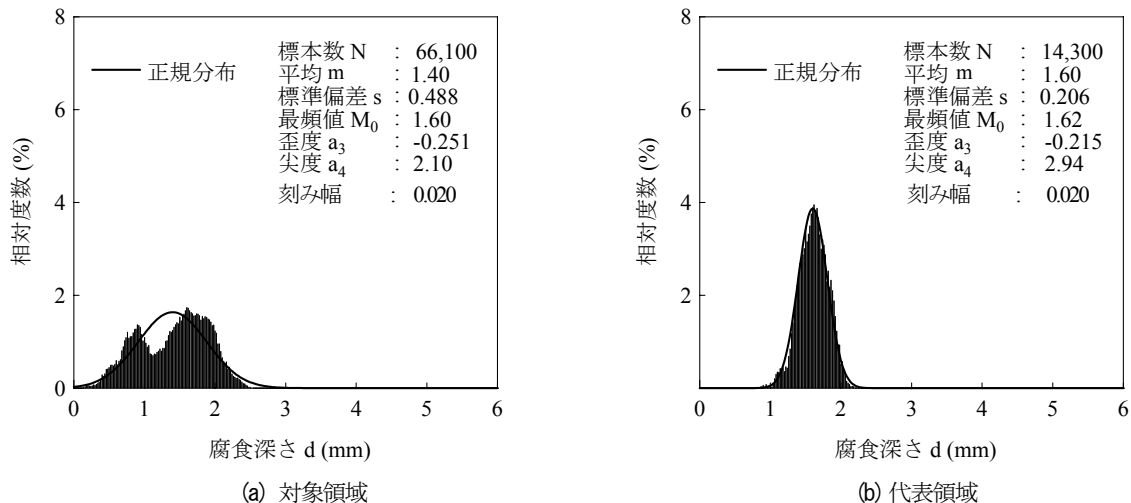 8
6
4
2
0
相対度数 (%)
正規分布
標本数 N : 66,100
平均 m : 1.40
標準偏差 s : 0.488
最頻値 M0 : 1.60
歪度 a3 : -0.251
尖度 a4 : 2.10
刻み幅 : 0.020
0 1 2 3 4 5 6
腐食深さ d (mm)
(a) 対象領域
8
6
4
2
0
相対度数 (%)
正規分布
標本数 N : 14,300
平均 m : 1.60
標準偏差 s : 0.206
最頻値 M0 : 1.62
歪度 a3 : -0.215
尖度 a4 : 2.94
刻み幅 : 0.020
0 1 2 3 4 5 6
腐食深さ d (mm)
(b) 代表領域